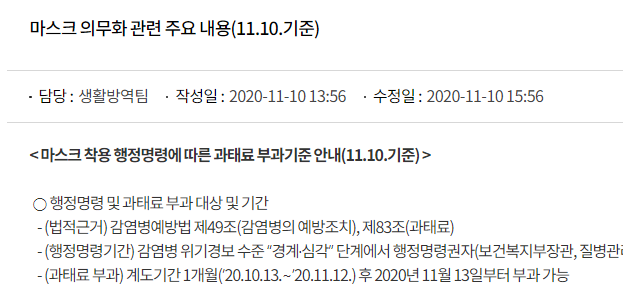 마스크 의무화 관련 주요 내용(11.10.기준)
· 담당 : 생활방역팀 · 작성일 : 2020-11-10 13:56 · 수정일 : 2020-11-10 15:56
< 마스크 착용 행정명령에 따른 과태료 부과기준 안내(11.10.기준) >
○ 행정명령 및 과태료 부과 대상 및 기간
- (법적근거) 감염병예방법 제49조(감염병의 예방조치), 제83조(과태료)
- (행정명령기간) 감염병 위기경보 수준 “경계·심각” 단계에서 행정명령권자(보건복지부장관, 질병관
- (과태료 부과) 계도기간 1개월(’20.10.13.~’20.11.12.) 후 2020년 11월 13일부터 부과 가능